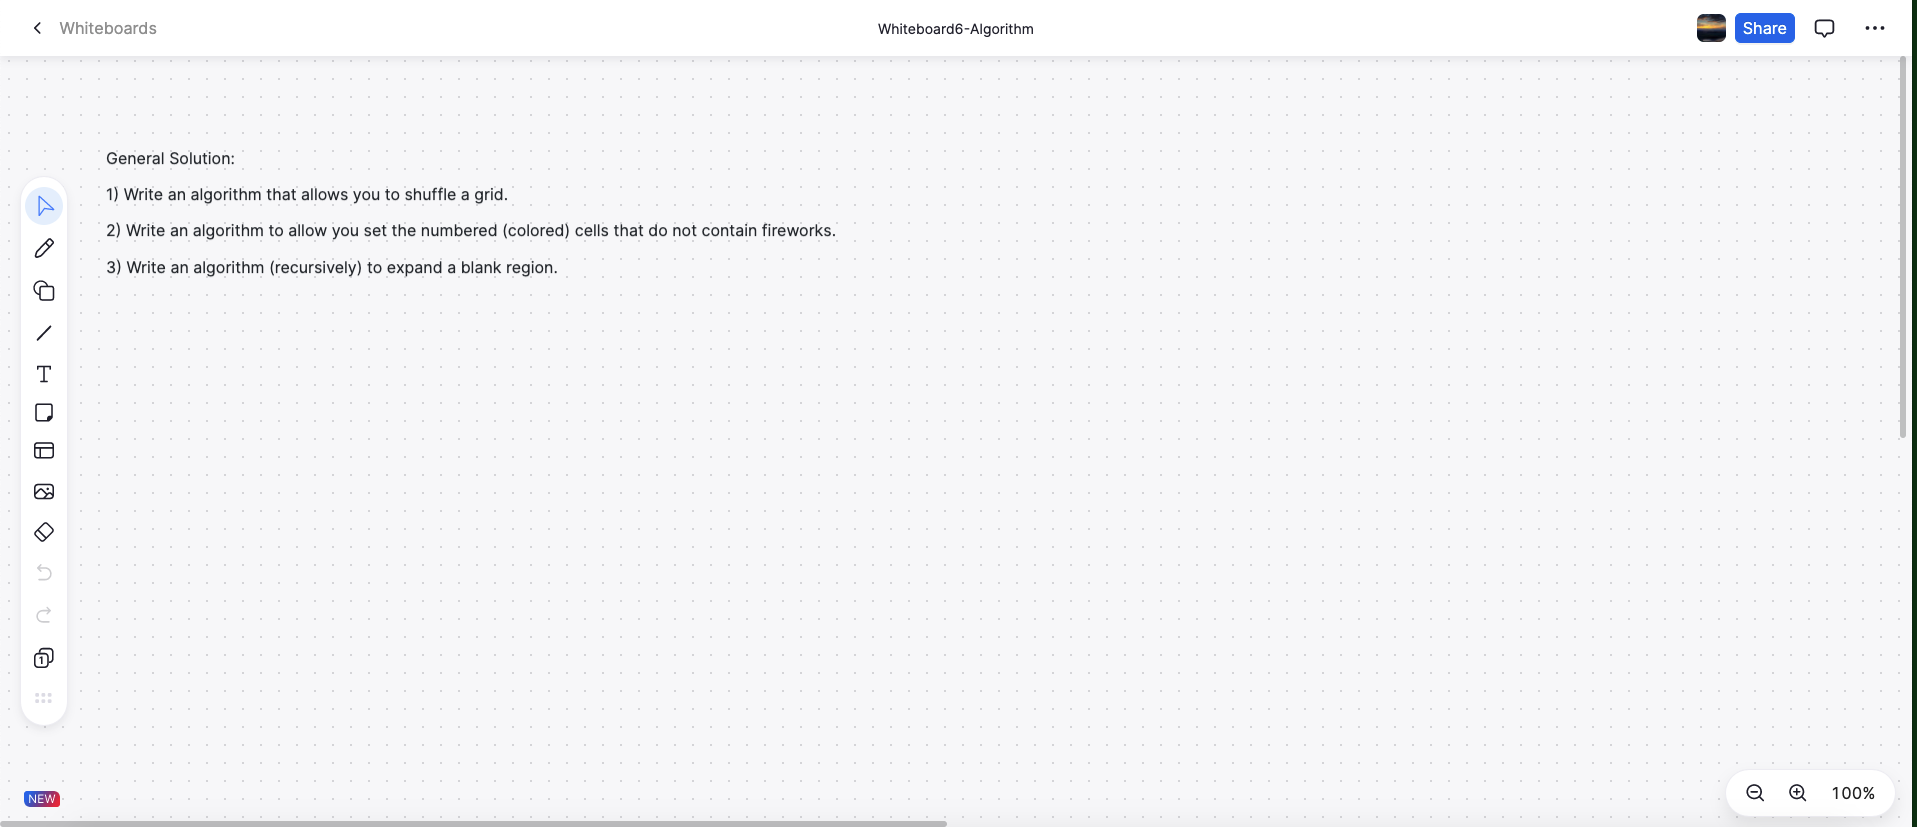 Whiteboards
Whiteboard6-Algorithm
Share
General Solution:
1) Write an algorithm that allows you to shuffle a grid.
2) Write an algorithm to allow you set the numbered (colored) cells that do not contain fireworks.
3) Write an algorithm (recursively) to expand a blank region.
T
1
NEW
100%